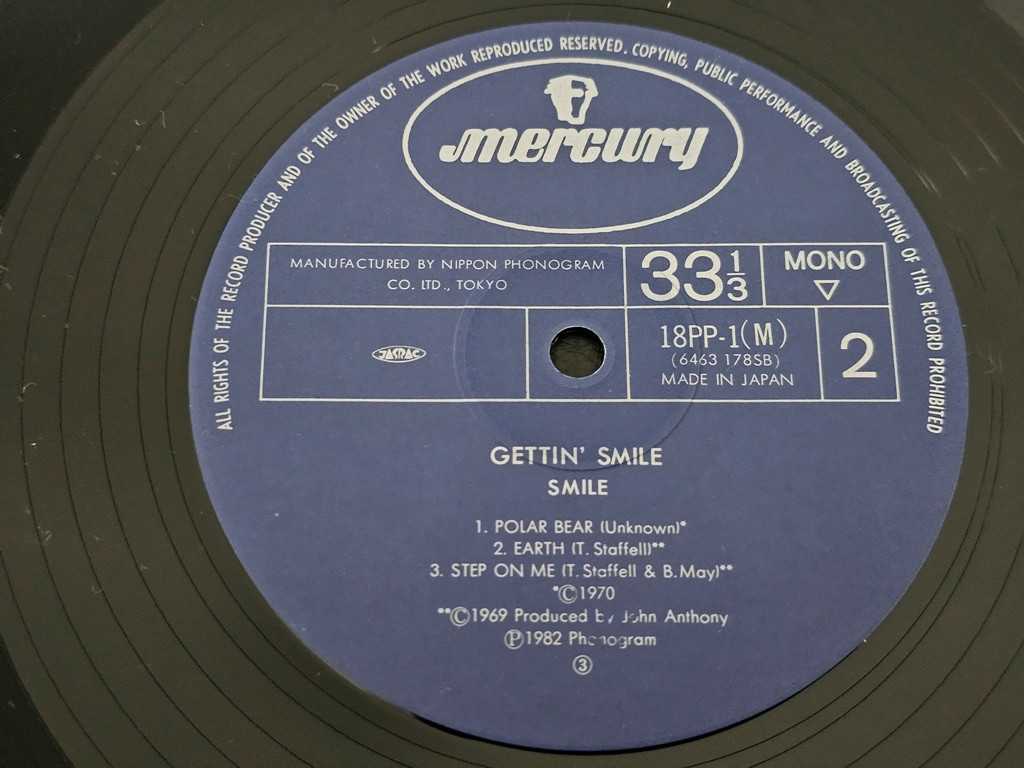 ALL RIGHTS OF THE RECORD PRODUCER AND OF THE OWNER OF THE WORK REPRODUCED RESERVED. COPYING, PUBLIC PERFORMANCE AND BROADCASTING OF THIS RECORD PROHIBITED
mercury
MANUFACTURED BY NIPPON PHONOGRAM
CO. LTD., TOKYO
33 1/3
MONO
▽
JASRAC
18PP-1(M)
(6463 178SB)
MADE IN JAPAN
2
GETTIN' SMILE
SMILE
1. POLAR BEAR (Unknown)*
2. EARTH (T. Staffell)**
3. STEP ON ME (T. Staffell & B. May)**
*©1970
**©1969 Produced by John Anthony
Ⓟ1982 Phonogram
③